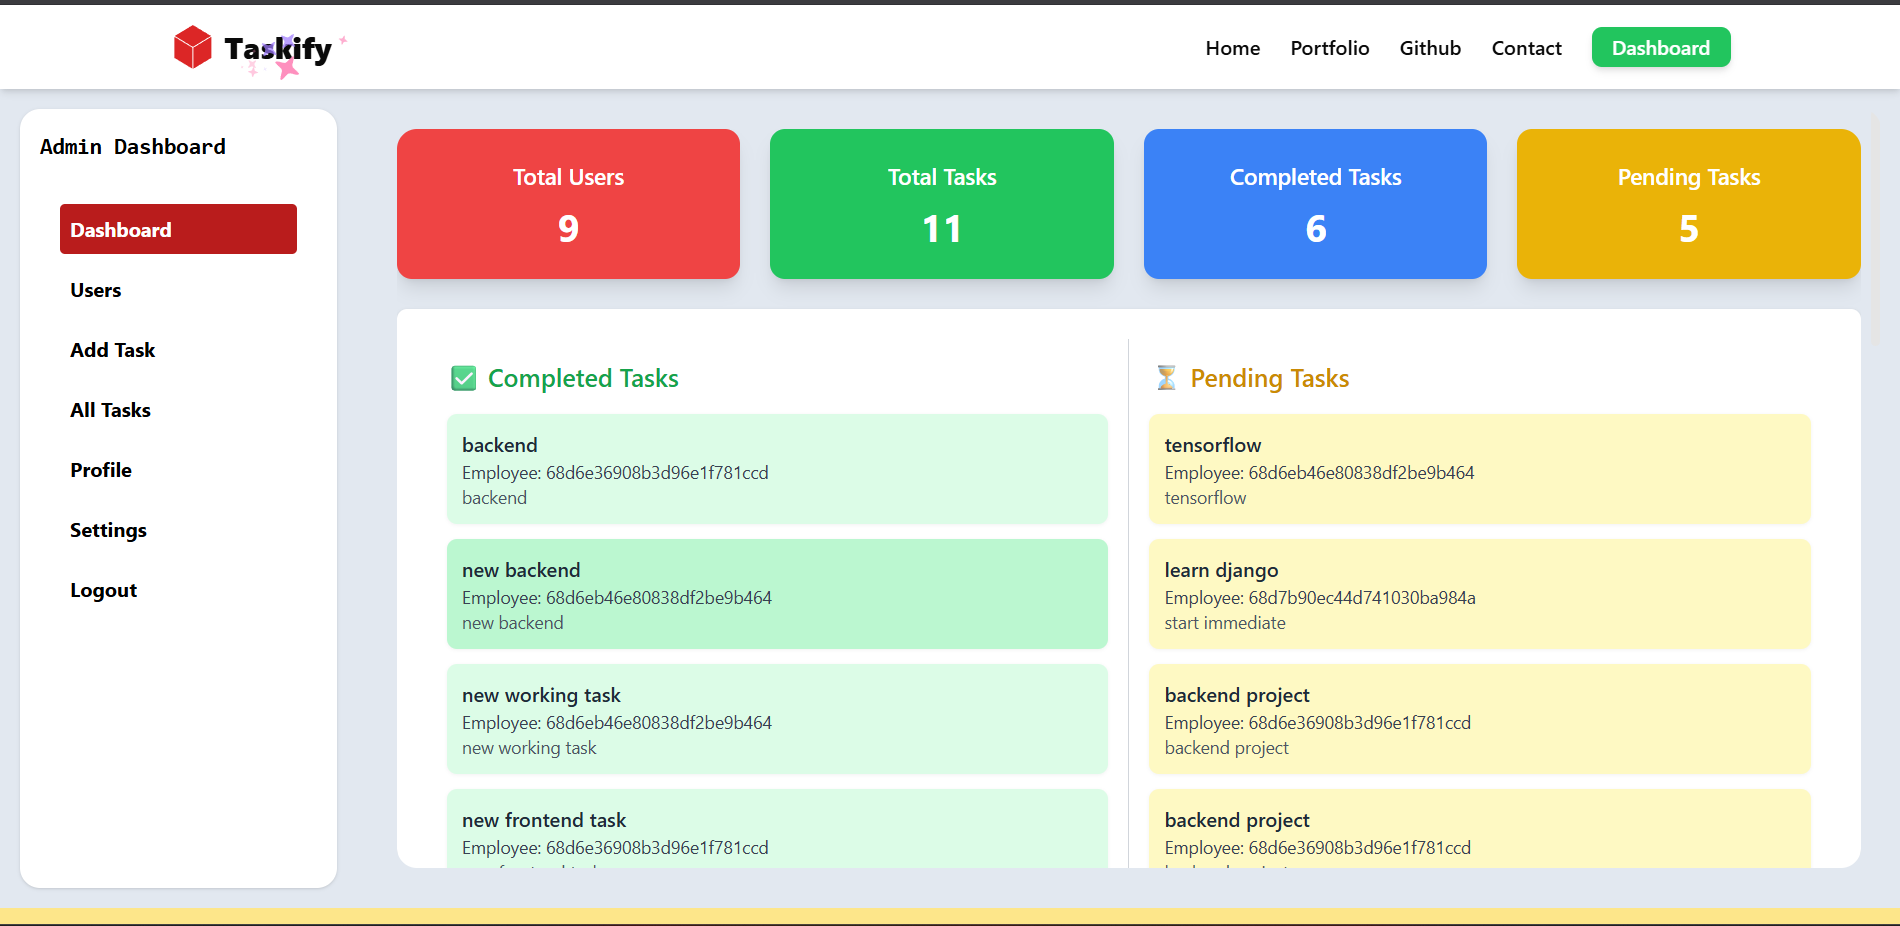 Taskify
Home Portfolio Github Contact Dashboard
Admin Dashboard
Dashboard
Users
Add Task
All Tasks
Profile
Settings
Logout
Total Users
9
Total Tasks
11
Completed Tasks
6
Pending Tasks
5
Completed Tasks
backend
Employee: 68d6e36908b3d96e1f781ccd
backend
new backend
Employee: 68d6eb46e80838df2be9b464
new backend
new working task
Employee: 68d6eb46e80838df2be9b464
new working task
new frontend task
Employee: 68d6e36908b3d96e1f781ccd
Pending Tasks
tensorflow
Employee: 68d6eb46e80838df2be9b464
tensorflow
learn django
Employee: 68d7b90ec44d741030ba984a
start immediate
backend project
Employee: 68d6e36908b3d96e1f781ccd
backend project
backend project
Employee: 68d6e36908b3d96e1f781ccd